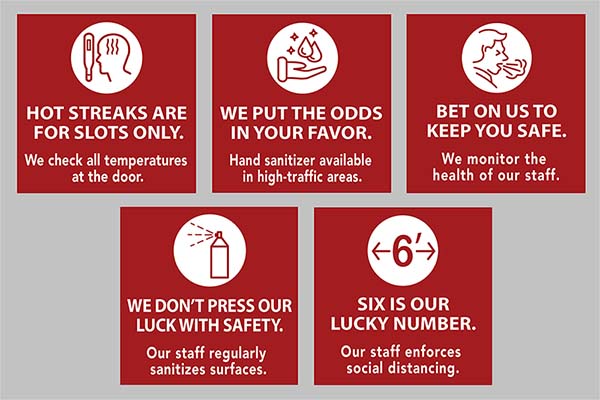 HOT STREAKS ARE
FOR SLOTS ONLY.
We check all temperatures
at the door.
WE PUT THE ODDS
IN YOUR FAVOR.
Hand sanitizer available
in high-traffic areas.
BET ON US TO
KEEP YOU SAFE.
We monitor the
health of our staff.
WE DON'T PRESS OUR
LUCK WITH SAFETY.
Our staff regularly
sanitizes surfaces.
6'
SIX IS OUR
LUCKY NUMBER.
Our staff enforces
social distancing.